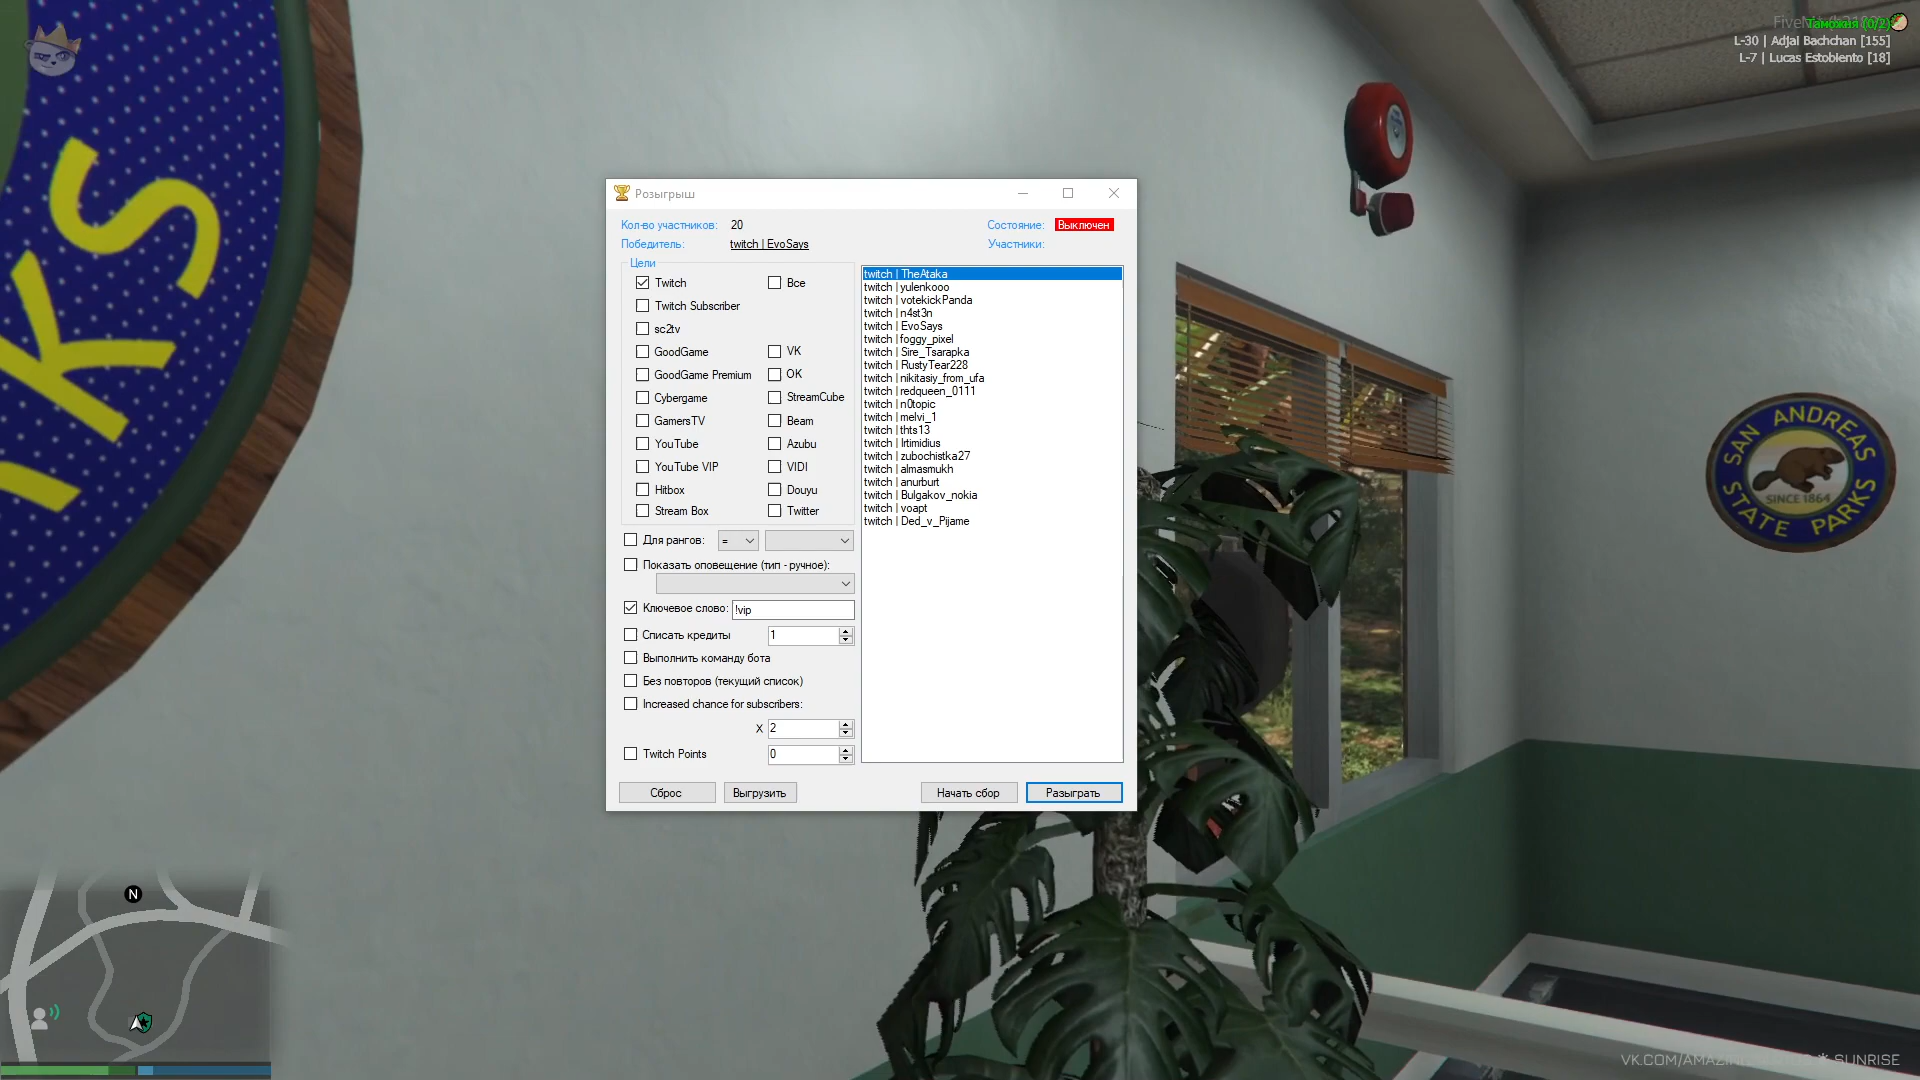 Таможня (0/2)
L-30 | Adjal Bachchan [155]
L-7 | Lucas Estobiento [18]
KS
Розыгрыш
Кол-во участников: 20
Состояние: Выключен
Победитель: twitch | EvoSays
Участники:
Цели
Twitch
Все
Twitch Subscriber
sc2tv
GoodGame
VK
GoodGame Premium
OK
Cybergame
StreamCube
GamersTV
Beam
YouTube
Azubu
YouTube VIP
VIDI
Hitbox
Douyu
Stream Box
Twitter
Для рангов: =
Показать оповещение (тип - ручное):
Ключевое слово: !vip
Списать кредиты 1
Выполнить команду бота
Без повторов (текущий список)
Increased chance for subscribers:
X 2
Twitch Points 0
twitch | TheAtaka
twitch | yulenkooo
twitch | votekickPanda
twitch | n4st3n
twitch | EvoSays
twitch | foggy_pixel
twitch | Sire_Tsarapka
twitch | RustyTear228
twitch | nikitasiy_from_ufa
twitch | redqueen_0111
twitch | n0topic
twitch | melvi_1
twitch | thts13
twitch | Irtimidius
twitch | zubochistka27
twitch | almasmukh
twitch | anurburt
twitch | Bulgakov_nokia
twitch | voapt
twitch | Ded_v_Pijame
Сброс
Выгрузить
Начать сбор
Разыграть
SAN ANDREAS
SINCE 1864
STATE PARKS
N
SUNRISE